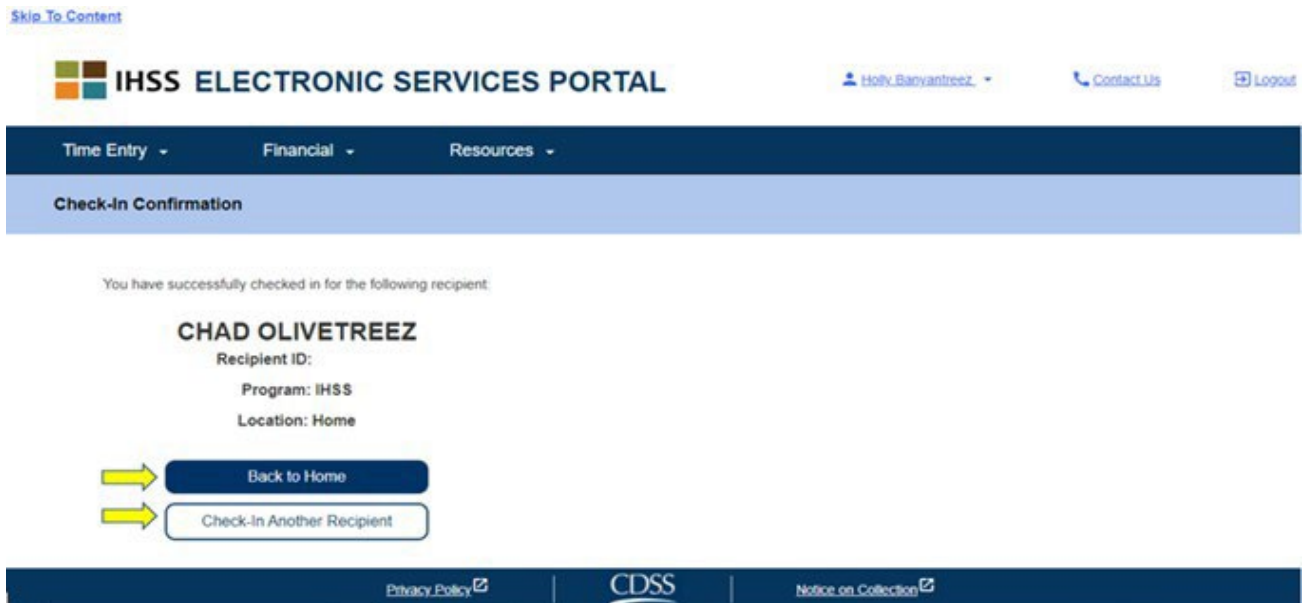 Skip To Content
IHSS ELECTRONIC SERVICES PORTAL
Holly Banyantreez
Contact Us
Logout
Time Entry
Financial
Resources
Check-In Confirmation
You have successfully checked in for the following recipient:
CHAD OLIVETREEZ
Recipient ID:
Program: IHSS
Location: Home
Back to Home
Check-In Another Recipient
Privacy Policy
CDSS
Notice on Collection